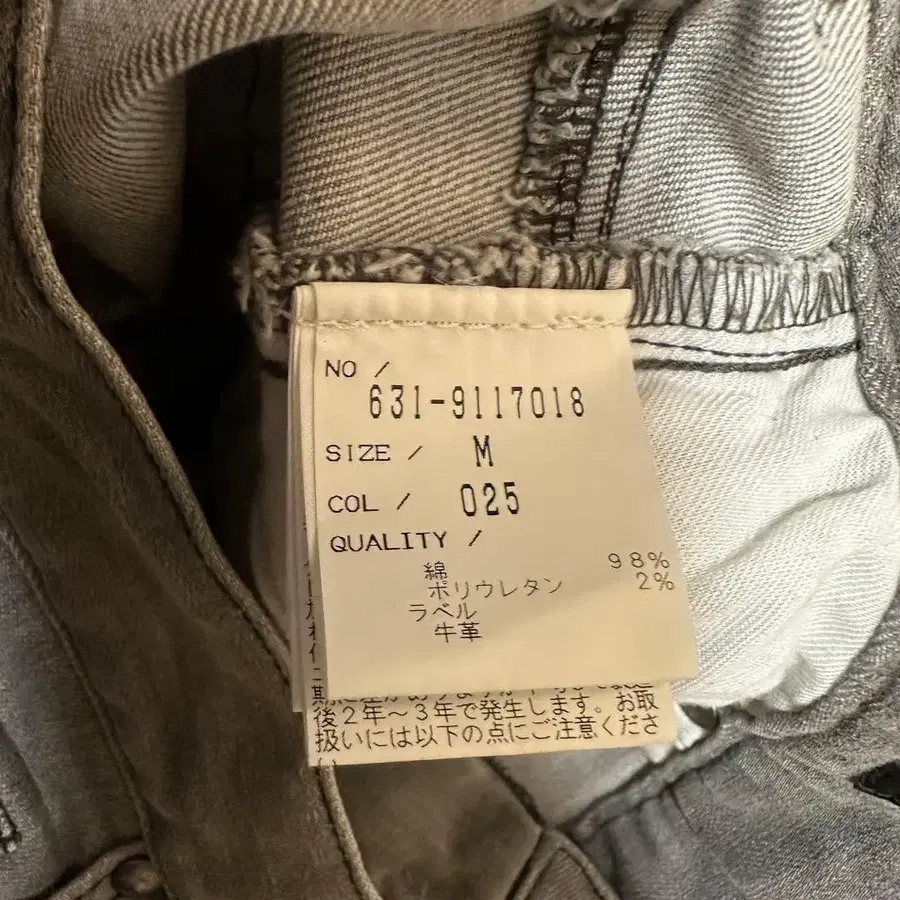 NO /
631-9117018
SIZE / M
COL / 025
QUALITY /
綿 98%
ポリウレタン 2%
ラベル
牛革
後2年～3年で発生します。お取
扱いには以下の点にご注意くださ
い